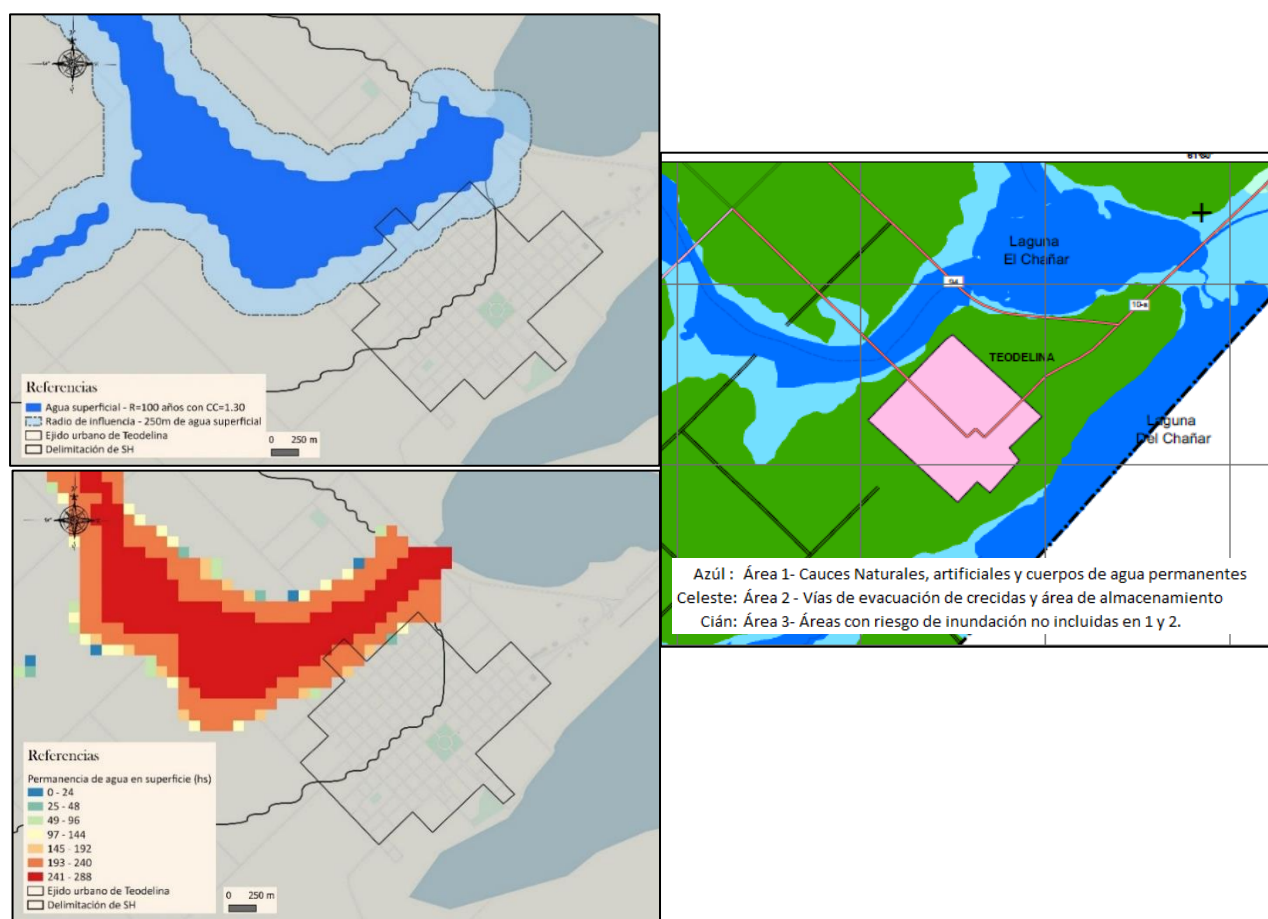 Referencias
Agua superficial - R=100 años con CC=1.30
Radio de influencia - 250m de agua superficial
Ejido urbano de Teodelina
Delimitación de SH
0 250 m
Referencias
Permanencia de agua en superficie (hs)
0 - 24
25 - 48
49 - 96
97 - 144
145 - 192
193 - 240
241 - 288
Ejido urbano de Teodelina
Delimitación de SH
0 250 m
Laguna
El Chañar
94
10-s
TEODELINA
Laguna
Del Chañar
Azúl : Área 1- Cauces Naturales, artificiales y cuerpos de agua permanentes
Celeste: Área 2 - Vías de evacuación de crecidas y área de almacenamiento
Cián: Área 3- Áreas con riesgo de inundación no incluidas en 1 y 2.